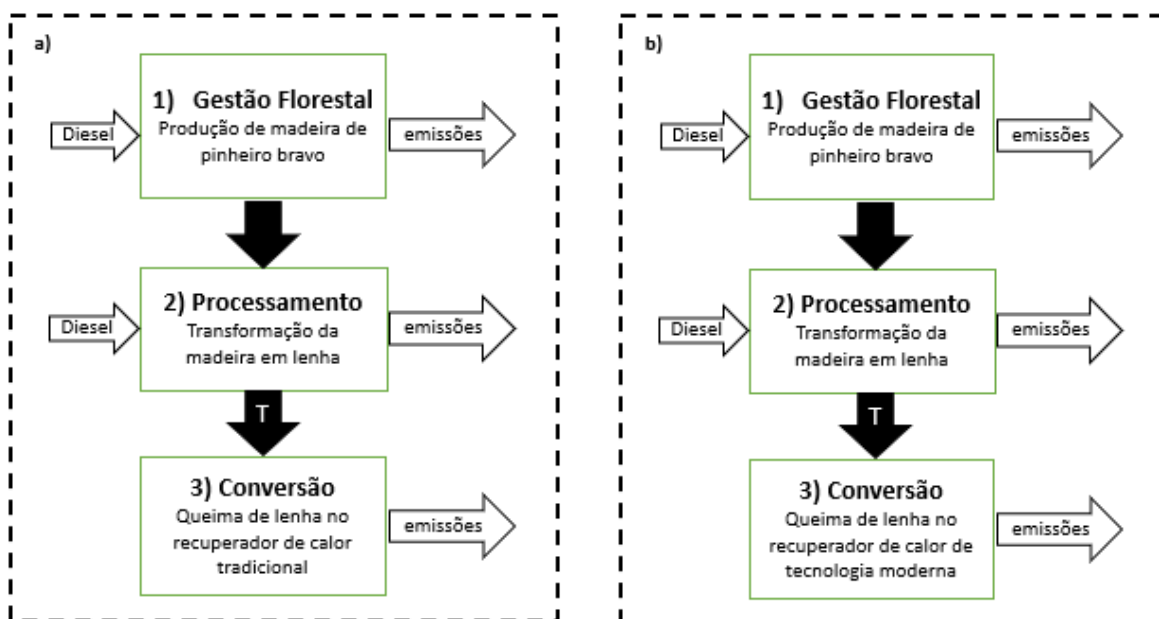 a)
1) Gestão Florestal
Produção de madeira de
pinheiro bravo
Diesel
emissões
2) Processamento
Transformação da
madeira em lenha
Diesel
emissões
T
3) Conversão
Queima de lenha no
recuperador de calor
tradicional
emissões
b)
1) Gestão Florestal
Produção de madeira de
pinheiro bravo
Diesel
emissões
2) Processamento
Transformação da
madeira em lenha
Diesel
emissões
T
3) Conversão
Queima de lenha no
recuperador de calor de
tecnologia moderna
emissões